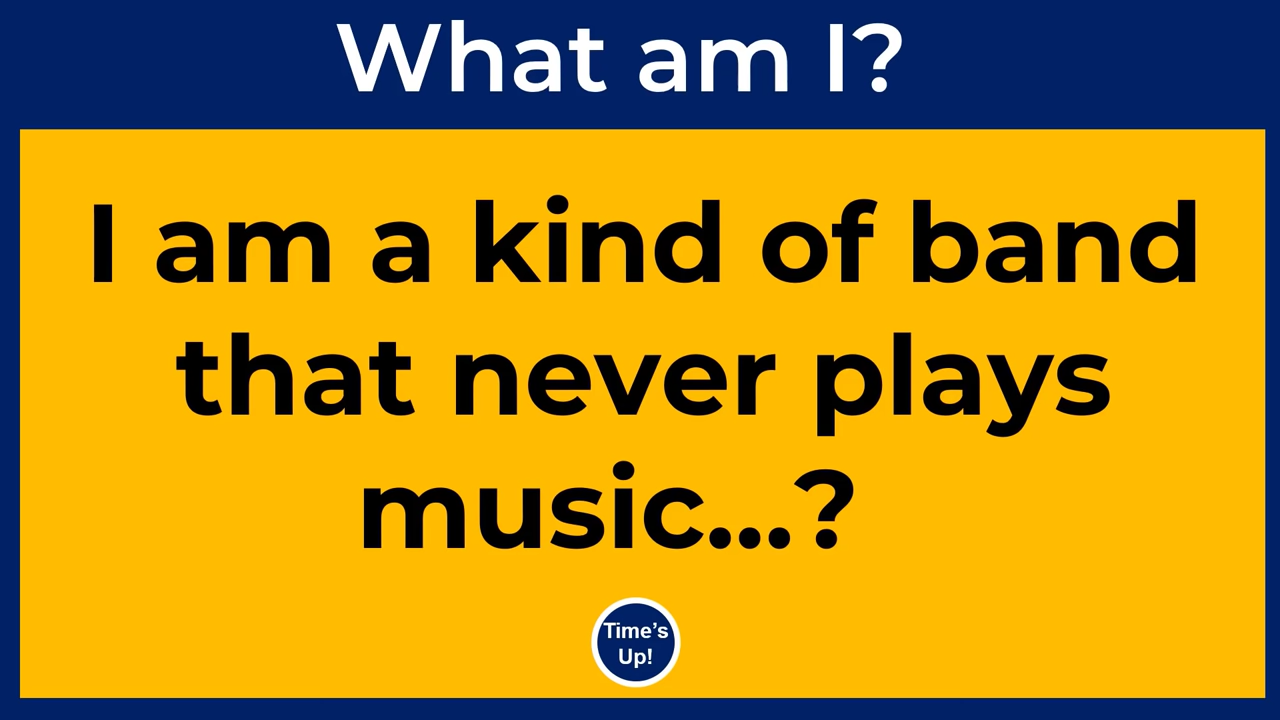 What am I?
I am a kind of band
that never plays
music...?
Time's
Up!